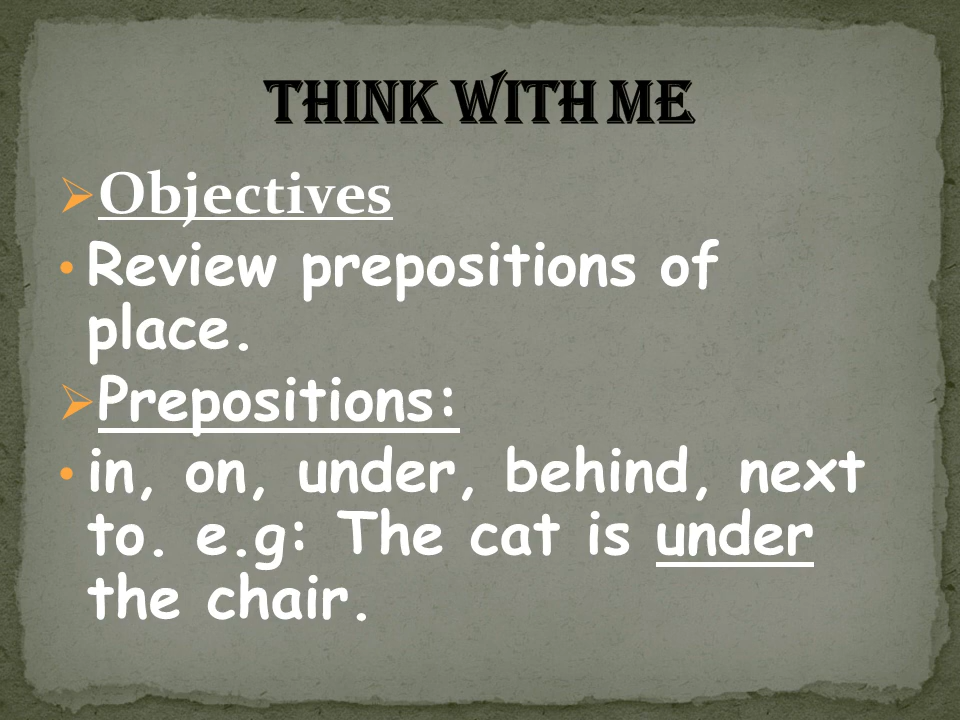 THINK WITH ME
➢ Objectives
• Review prepositions of
place.
➢ Prepositions:
• in, on, under, behind, next
to. e.g: The cat is under
the chair.